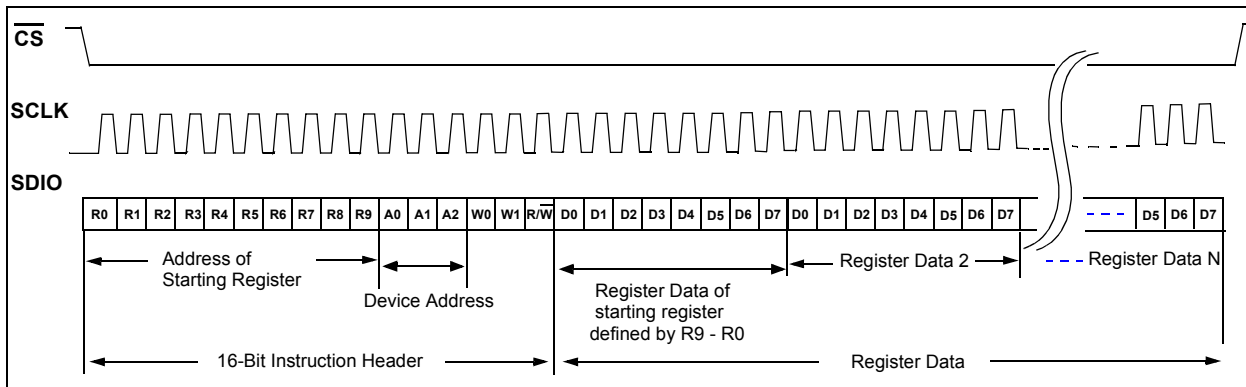 CS
SCLK
SDIO
R0 R1 R2 R3 R4 R5 R6 R7 R8 R9 A0 A1 A2 W0 W1 R/W D0 D1 D2 D3 D4 D5 D6 D7 D0 D1 D2 D3 D4 D5 D6 D7 D5 D6 D7
Address of
Starting Register
Device Address
Register Data of
starting register
defined by R9 - R0
Register Data 2
Register Data N
16-Bit Instruction Header
Register Data